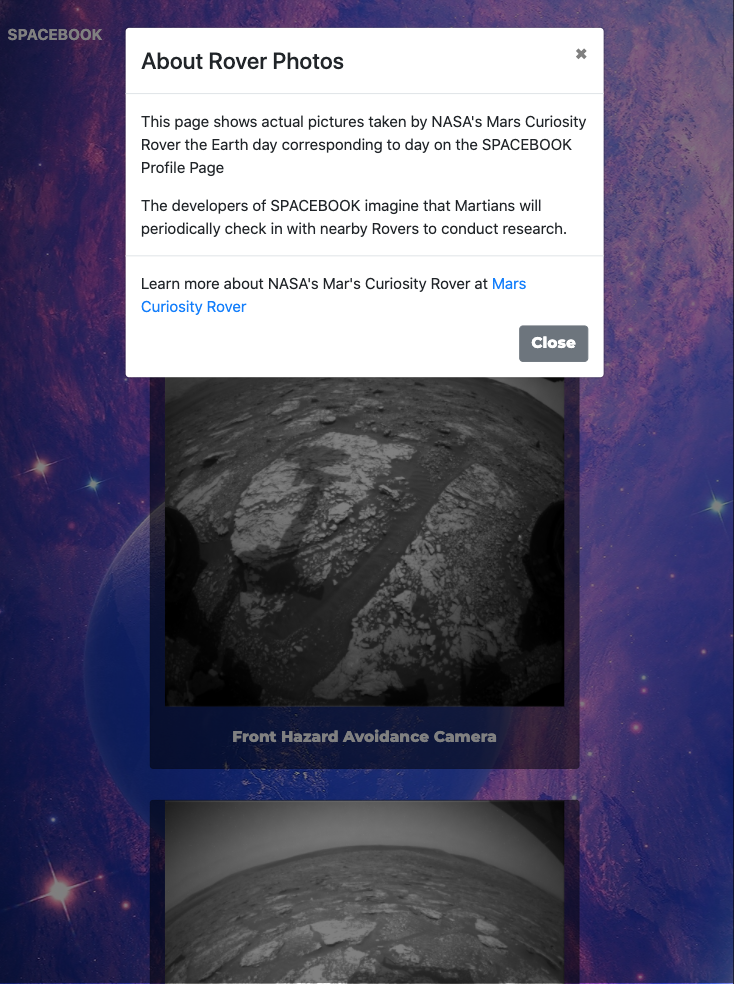 SPACEBOOK
About Rover Photos
✖
This page shows actual pictures taken by NASA's Mars Curiosity
Rover the Earth day corresponding to day on the SPACEBOOK
Profile Page
The developers of SPACEBOOK imagine that Martians will
periodically check in with nearby Rovers to conduct research.
Learn more about NASA's Mar's Curiosity Rover at Mars
Curiosity Rover
Close
Front Hazard Avoidance Camera